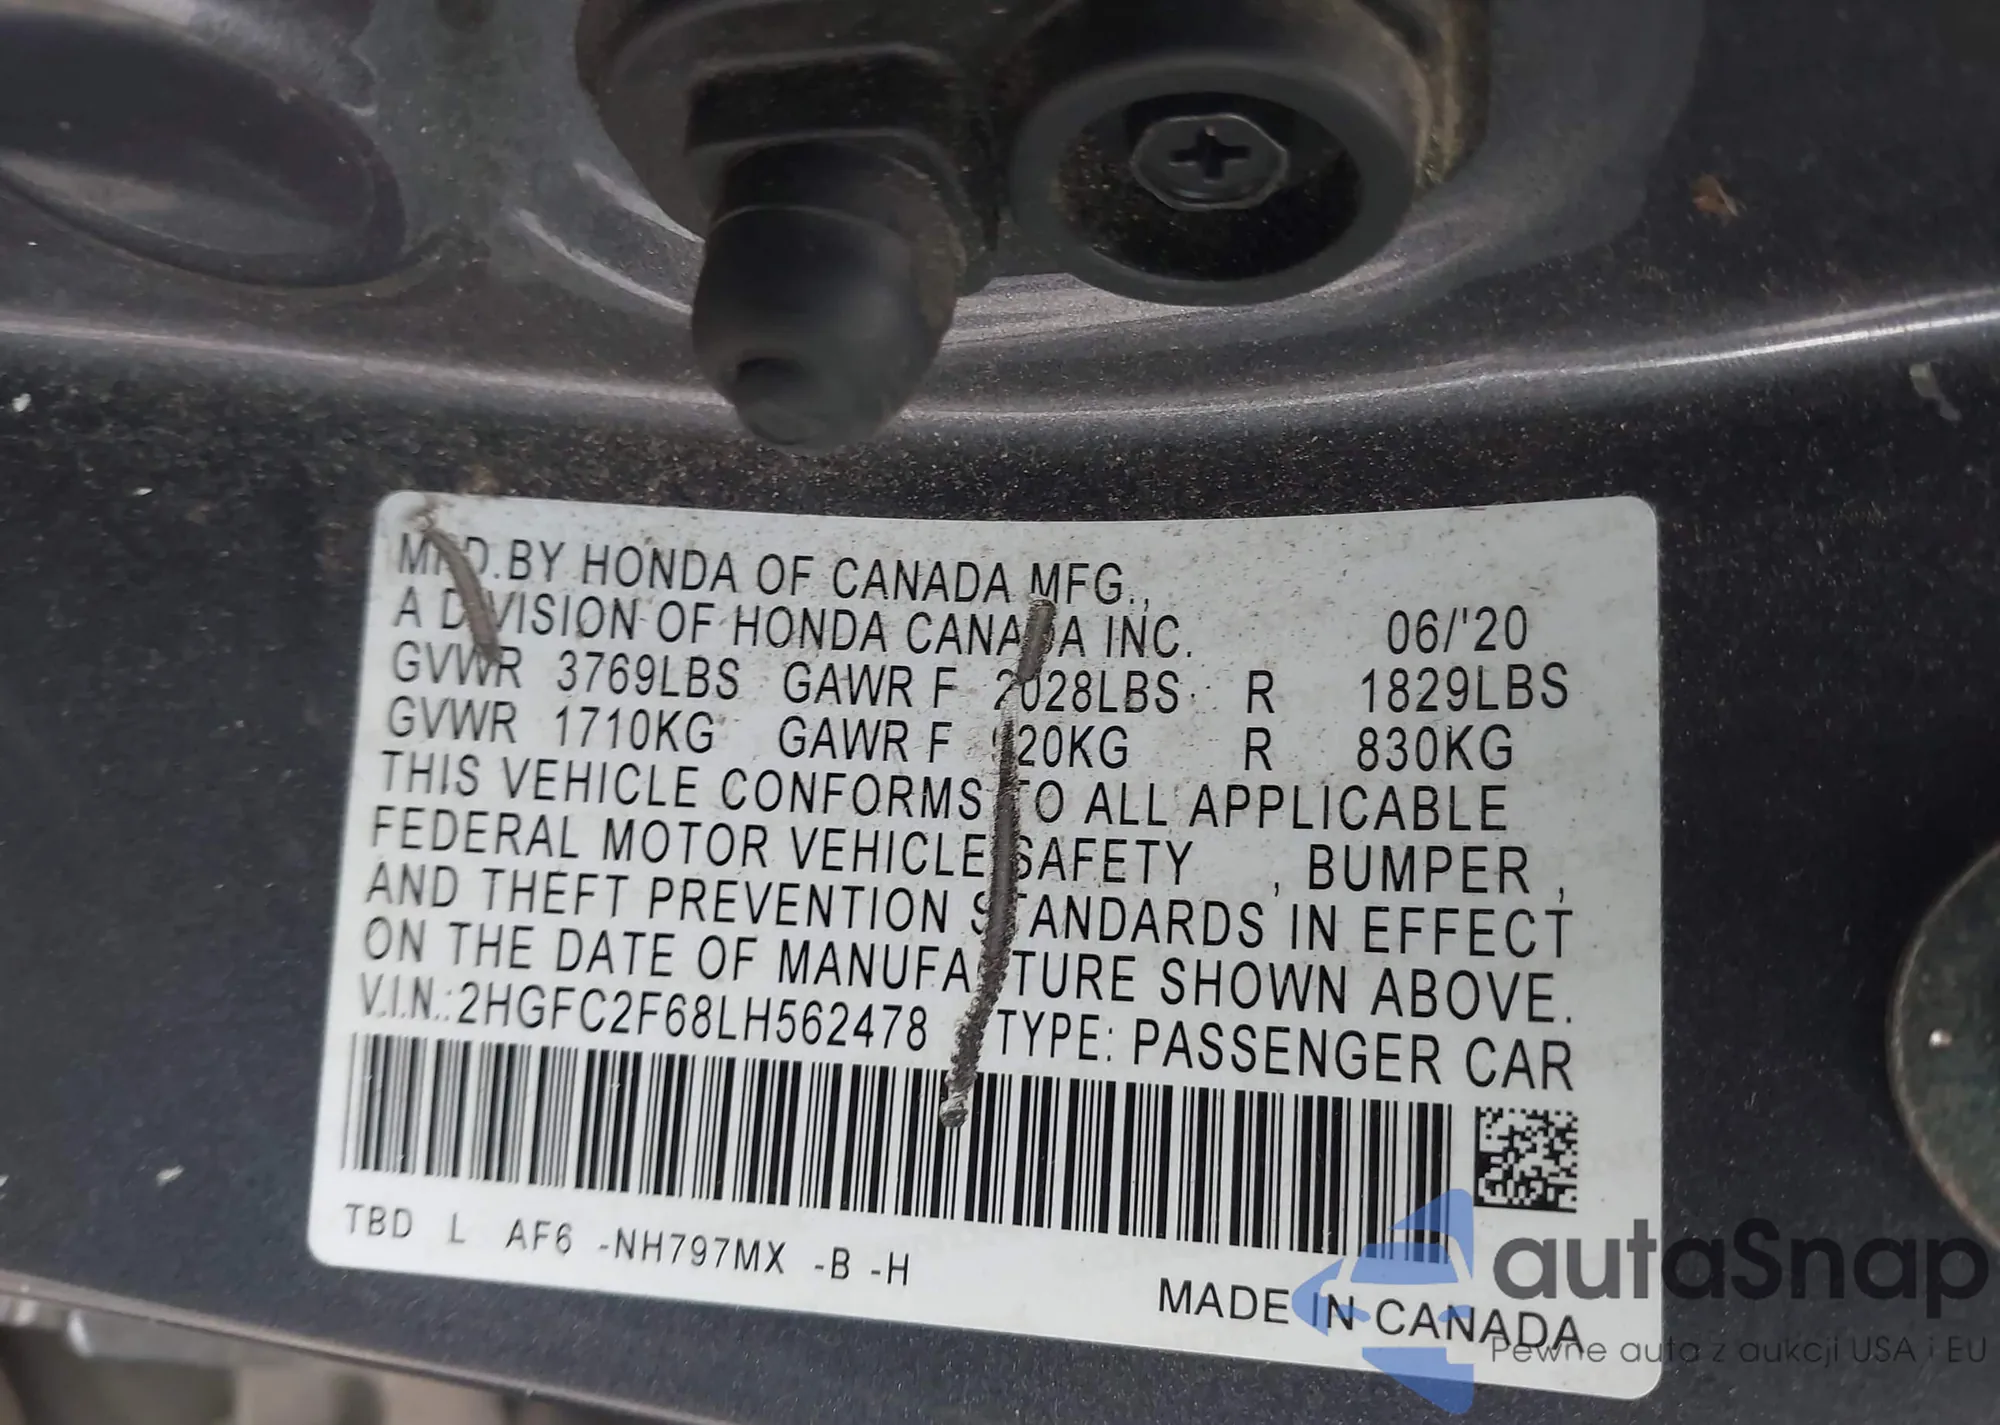 MFD.BY HONDA OF CANADA MFG.,
A DIVISION OF HONDA CANADA INC. 06/'20
GVWR 3769LBS GAWR F 2028LBS R 1829LBS
GVWR 1710KG GAWR F 920KG R 830KG
THIS VEHICLE CONFORMS TO ALL APPLICABLE
FEDERAL MOTOR VEHICLE SAFETY , BUMPER ,
AND THEFT PREVENTION STANDARDS IN EFFECT
ON THE DATE OF MANUFACTURE SHOWN ABOVE.
V.I.N.:2HGFC2F68LH562478 TYPE: PASSENGER CAR
TBD L AF6 -NH797MX -B -H
MADE IN CANADA
autaSnap
Pewne auta z aukcji USA i EU